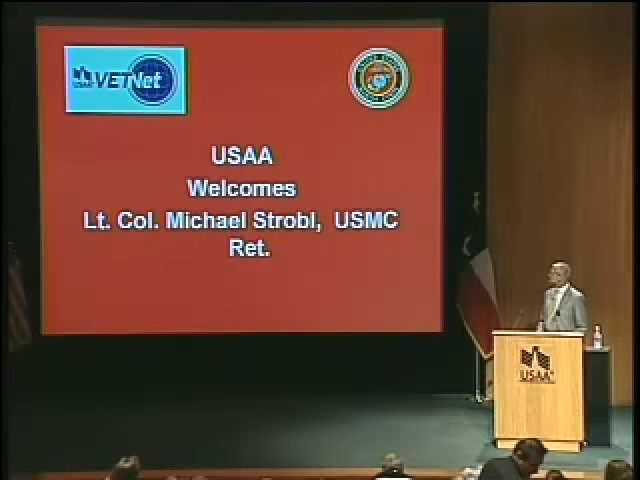 USAA VETNet
USAA
Welcomes
Lt. Col. Michael Strobl, USMC
Ret.
USAA